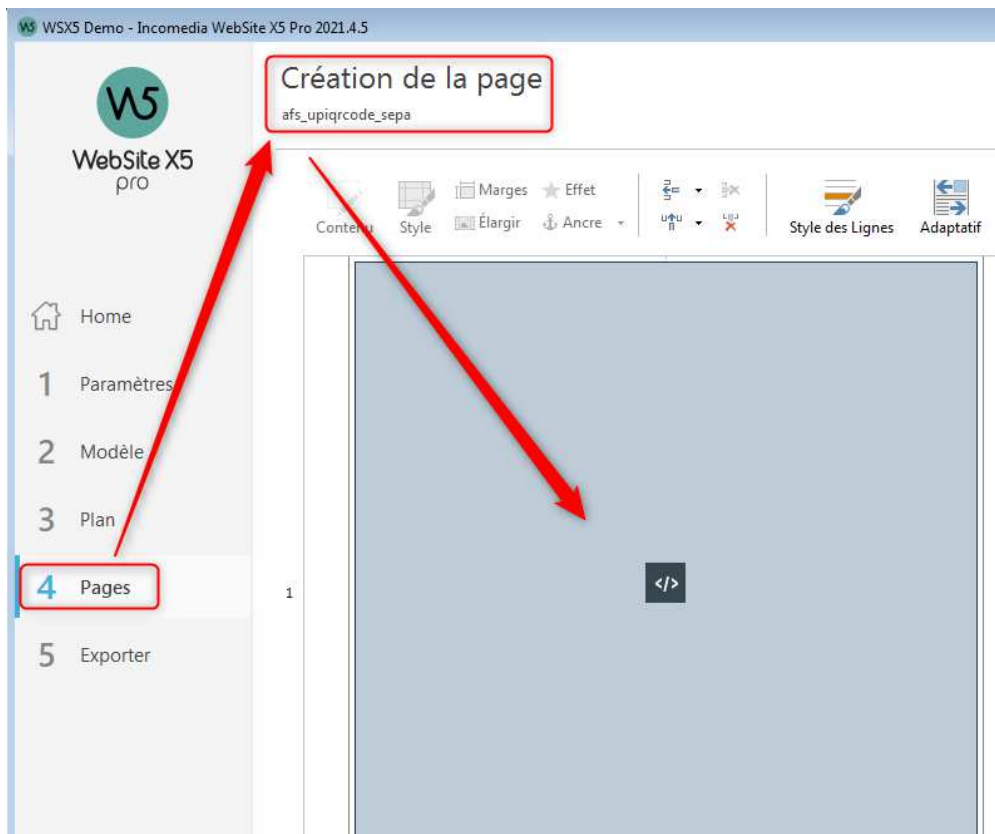 WSX5 Demo - Incomedia WebSite X5 Pro 2021.4.5
W5
WebSite X5
pro
Création de la page
afs_upiqrcode_sepa
Marges
Effet
Élargir
Ancre
Contenu
Style
Style des Lignes
Adaptatif
Home
1 Paramètres
2 Modèle
3 Plan
4 Pages
5 Exporter
1
</>